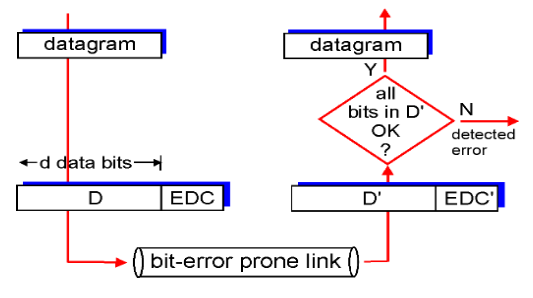 datagram
datagram
Y
all
bits in D'
OK
?
N
detected
error
d data bits
D
EDC
D'
EDC'
bit-error prone link